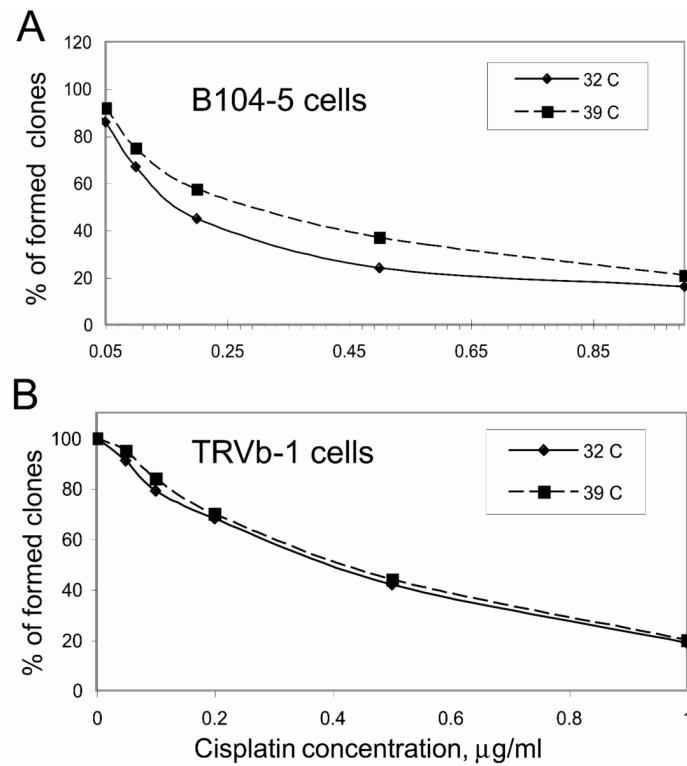 A
120
100
80
60
40
20
0
% of formed clones
B104-5 cells
32 C
39 C
0.05 0.25 0.45 0.65 0.85
B
100
80
60
40
20
0
% of formed clones
TRVb-1 cells
32 C
39 C
0 0.2 0.4 0.6 0.8 1
Cisplatin concentration, μg/ml